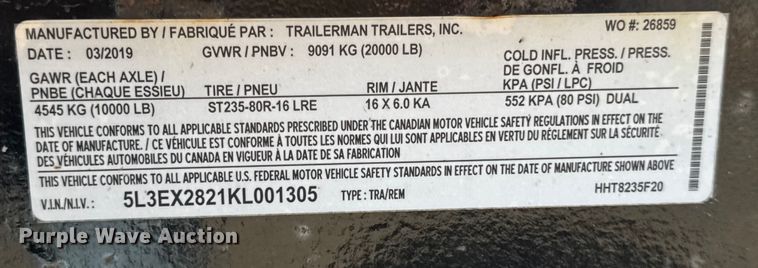 MANUFACTURED BY / FABRIQUÉ PAR : TRAILERMAN TRAILERS, INC. WO #: 26859
DATE : 03/2019 GVWR / PNBV : 9091 KG (20000 LB)
COLD INFL. PRESS./ PRESS.
DE GONFL. À FROID
KPA (PSI / LPC)
GAWR (EACH AXLE) /
PNBE (CHAQUE ESSIEU) TIRE / PNEU RIM / JANTE
4545 KG (10000 LB) ST235-80R-16 LRE 16 X 6.0 KA 552 KPA (80 PSI) DUAL
THIS VEHICLE CONFORMS TO ALL APPLICABLE STANDARDS PRESCRIBED UNDER THE CANADIAN MOTOR VEHICLE SAFETY REGULATIONS IN EFFECT ON THE
DATE OF MANUFACTURE. / CE VÉHICULE EST CONFORME À TOUTES LES NORMES QUI LUI SONT APPLICABLES EN VERTU DU RÉGLEMENT SUR LA SÉCURITÉ
DES VÉHICULES AUTOMOBILES DU CANADA EN VIGUEUR À LA DATE DE SA FABRICATION
THIS VEHICLE CONFORMS TO ALL APPLICABLE U.S. FEDERAL MOTOR VEHICLE SAFETY STANDARDS IN EFFECT ON THE DATE OF MANUFACTURE SHOWN ABOVE
V.I.N./N.I.V.: 5L3EX2821KL001305 TYPE : TRA/REM HHT8235F20
Purple Wave Auction